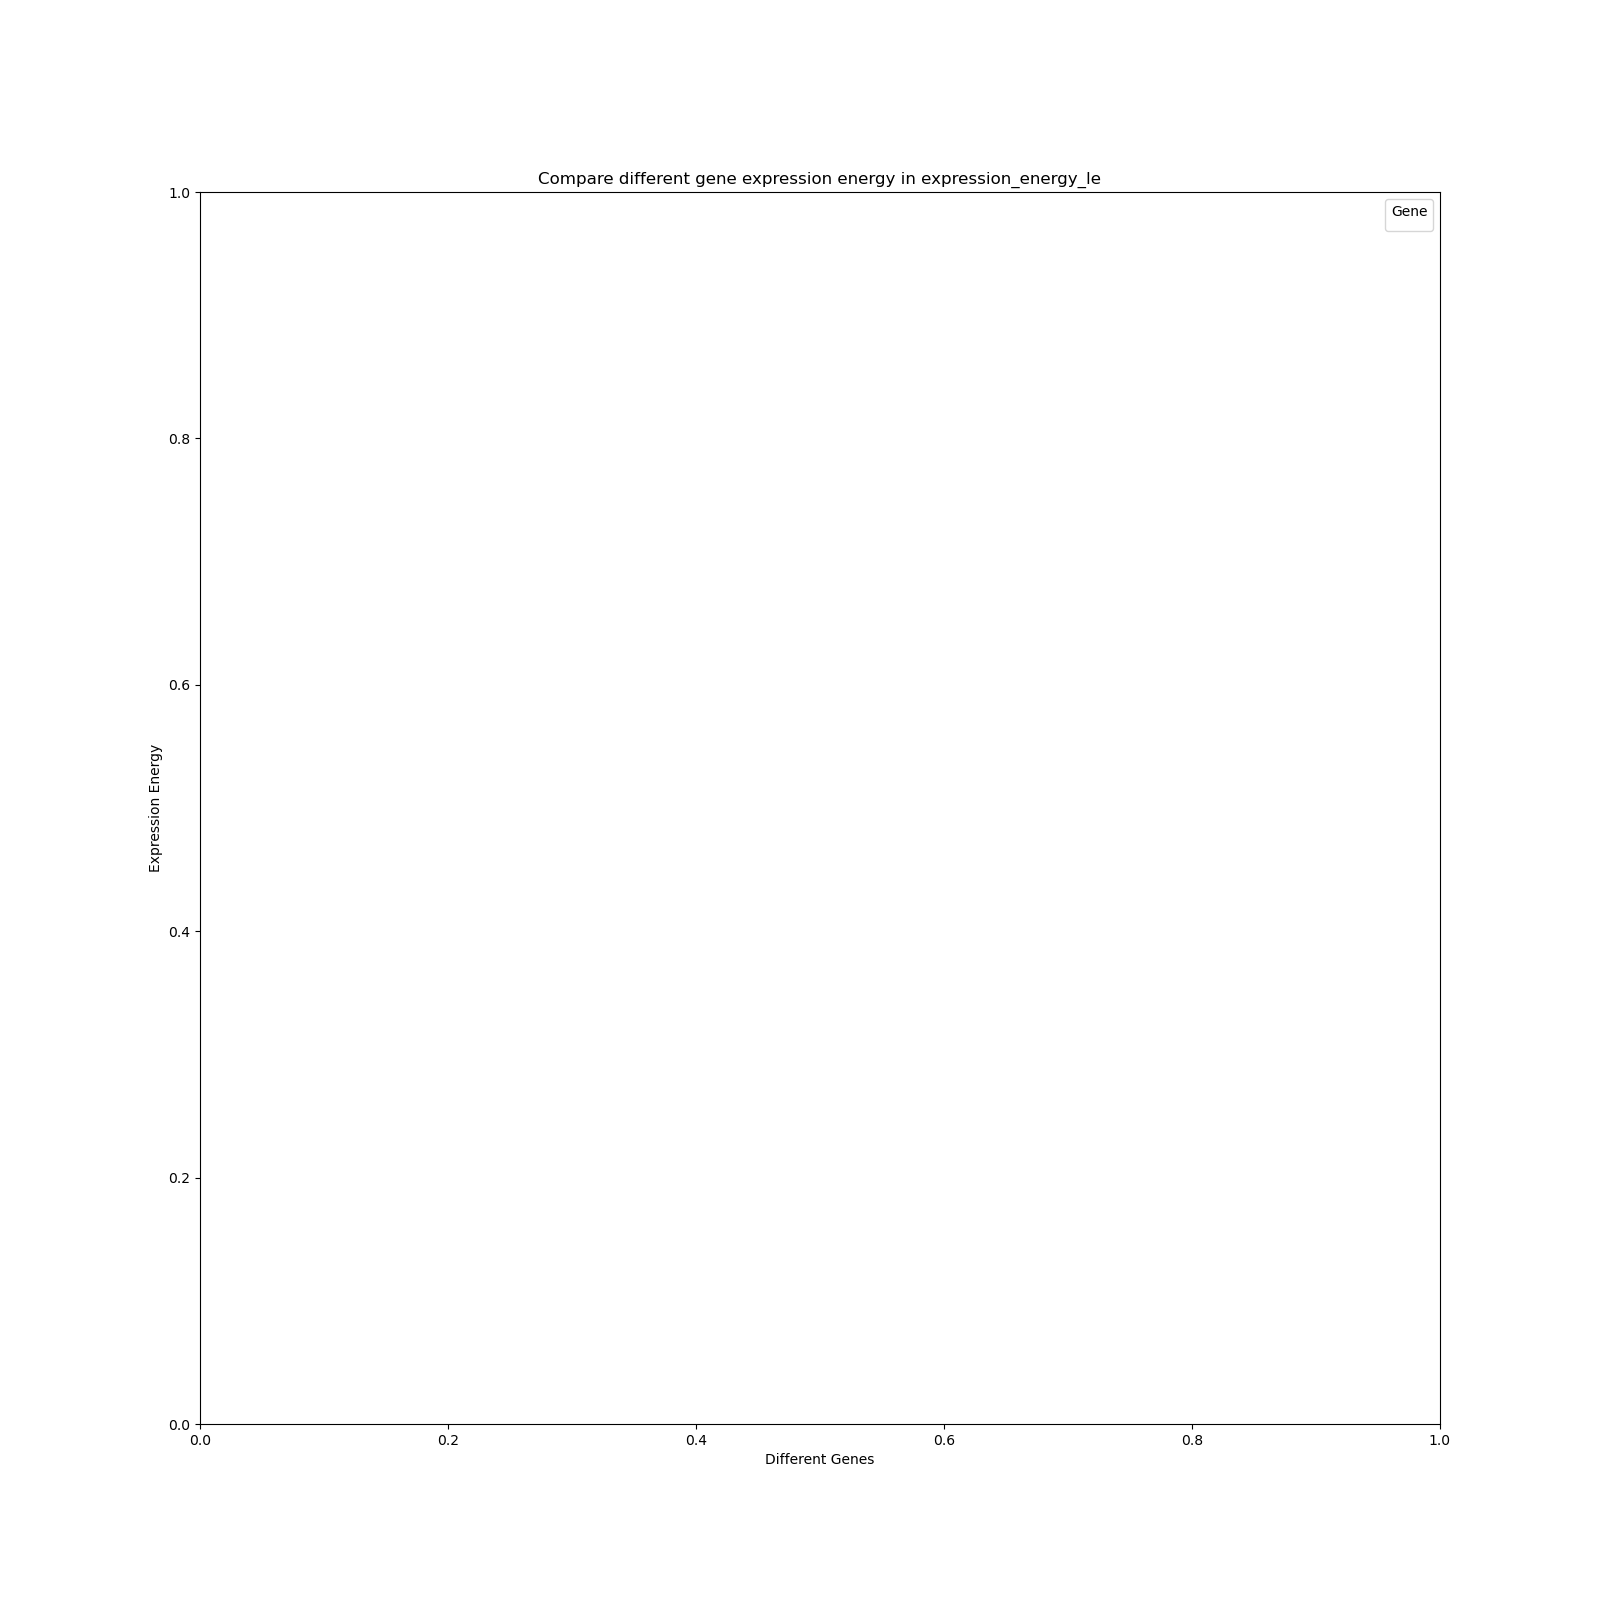 Compare different gene expression energy in expression_energy_le
Gene
1.0
0.8
0.6
0.4
0.2
0.0
Expression Energy
0.0 0.2 0.4 0.6 0.8 1.0
Different Genes